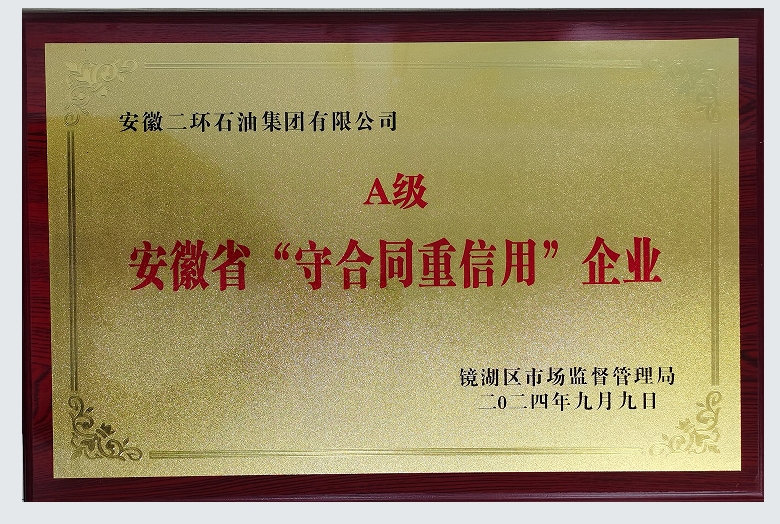 安徽二环石油集团有限公司
A级
安徽省“守合同重信用”企业
镜湖区市场监督管理局
二0二四年九月九日